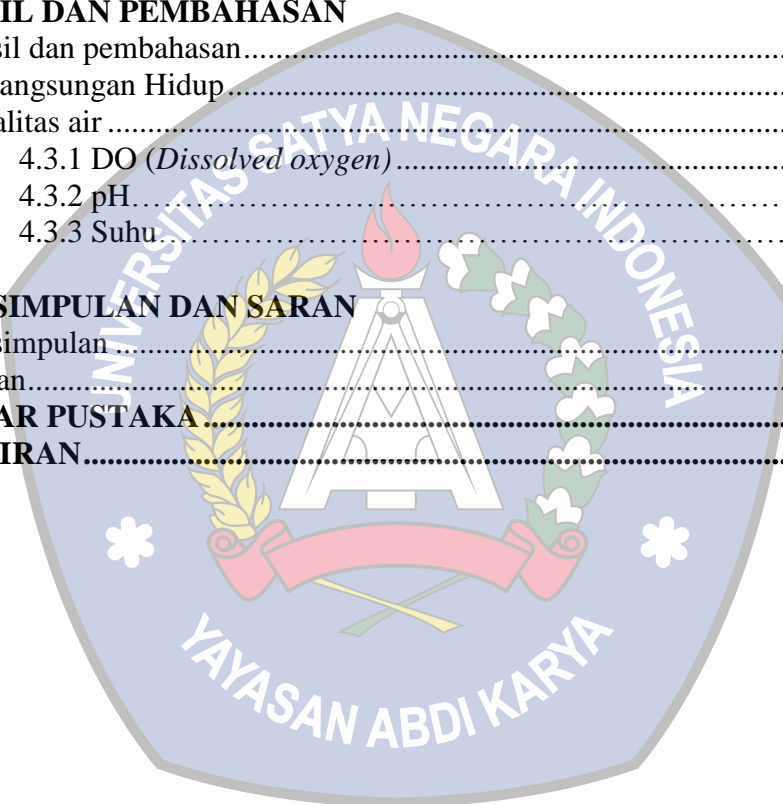 IL DAN PEMBAHASAN
sil dan pembahasan
angsungan Hidup
alitas air
4.3.1 DO (Dissolved oxygen)
4.3.2 pH
4.3.3 Suhu
SIMPULAN DAN SARAN
simpulan
an
AR PUSTAKA
IRAN
UNIVERSITAS SATYA NEGARA INDONESIA
YAYASAN ABDI KARYA